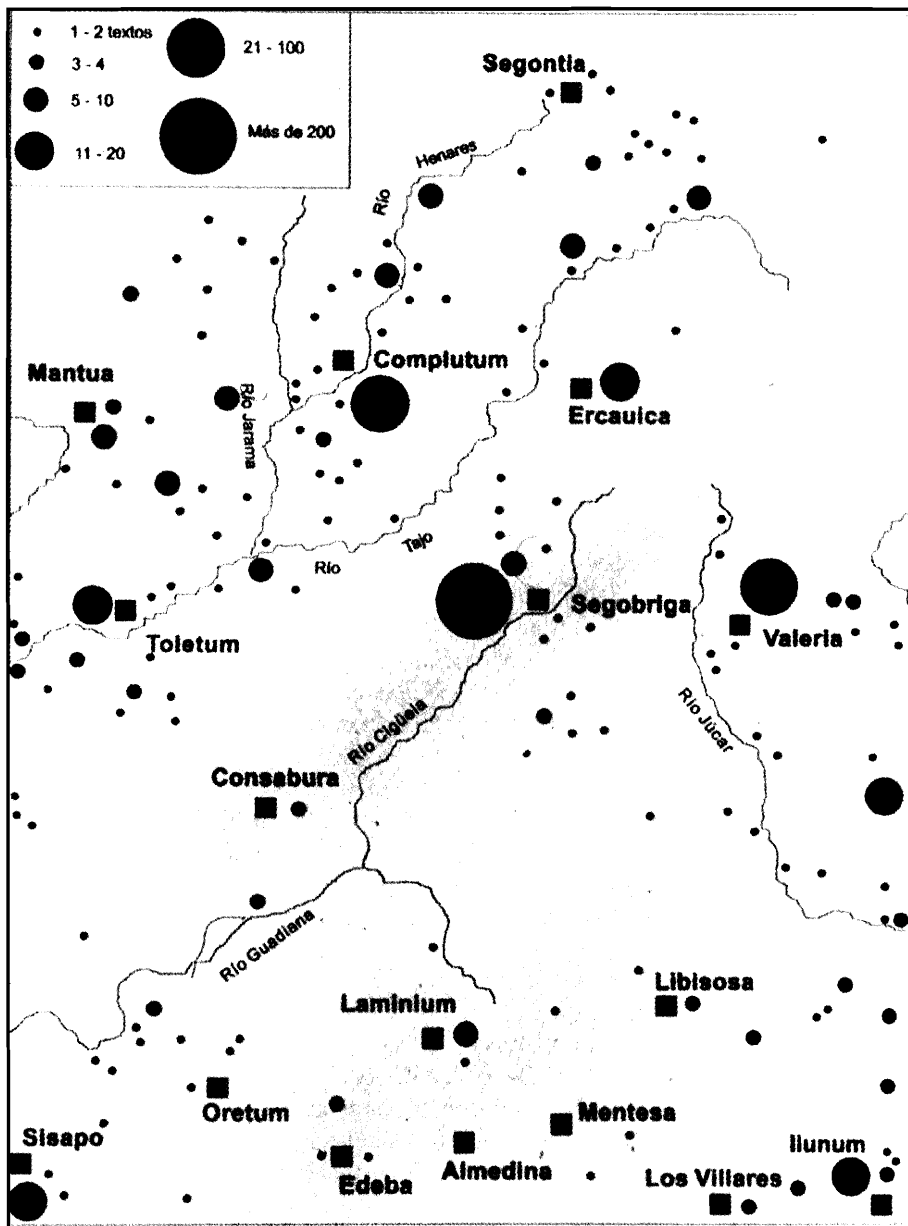 1 - 2 textos
3 - 4
5 - 10
11 - 20
21 - 100
Más de 200
Segontia
Río Henares
Complutum
Mantua
Río Jarama
Ercauica
Río Tajo
Segobriga
Toletum
Valeria
Río Cigüela
Río Júcar
Consabura
Río Guadiana
Laminium
Libisosa
Oretum
Mentesa
Sisapo
Edeba
Almedina
Ilunum
Los Villares